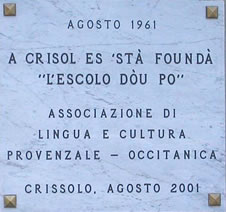 AGOSTO 1961
A CRISOL ES 'STÀ FOUNDÀ
"L'ESCOLO DÒU PO"
ASSOCIAZIONE DI
LINGUA E CULTURA
PROVENZALE - OCCITANICA
CRISSOLO, AGOSTO 2001